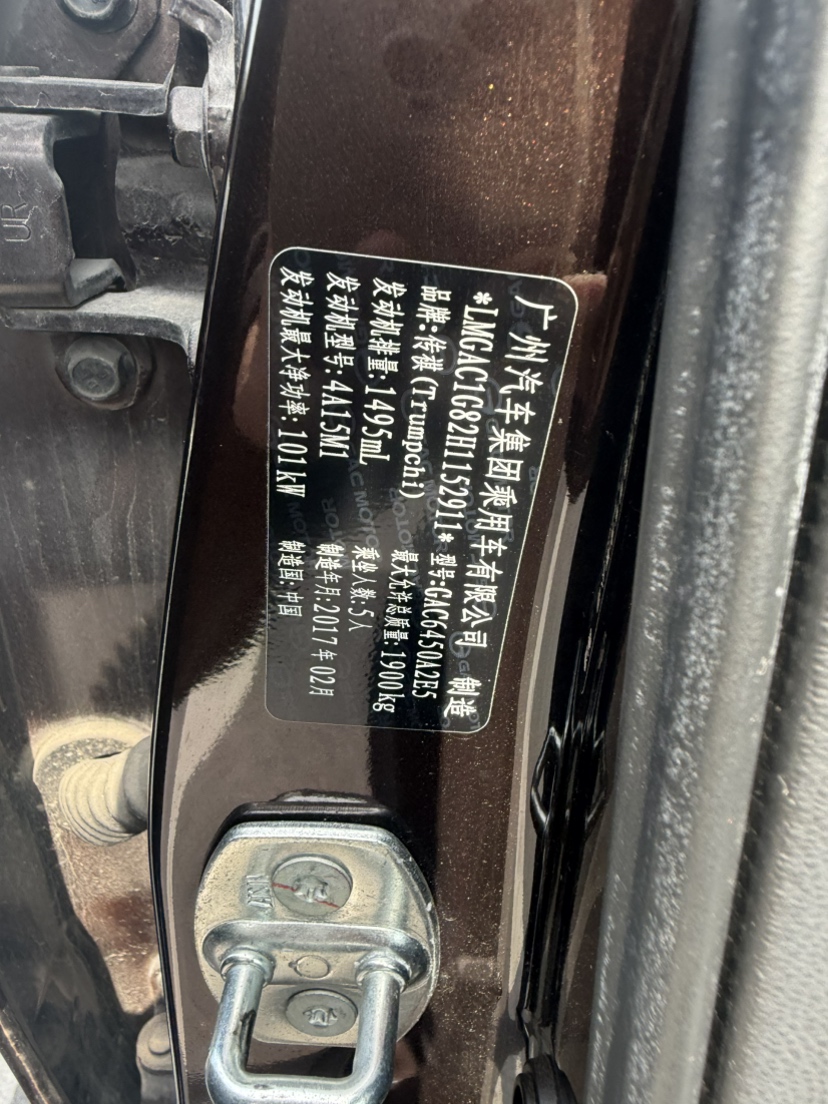 广州汽车集团乘用车有限公司 制造
*LMGAC1G82H1152911* 型号:GAC6450A2E5
品牌:传祺(Trumpchi) 最大允许总质量:1900kg
发动机排量:1495mL 乘坐人数:5人
发动机型号:4A15M1 制造年月:2017年02月
发动机最大净功率:101kW 制造国:中国
UR